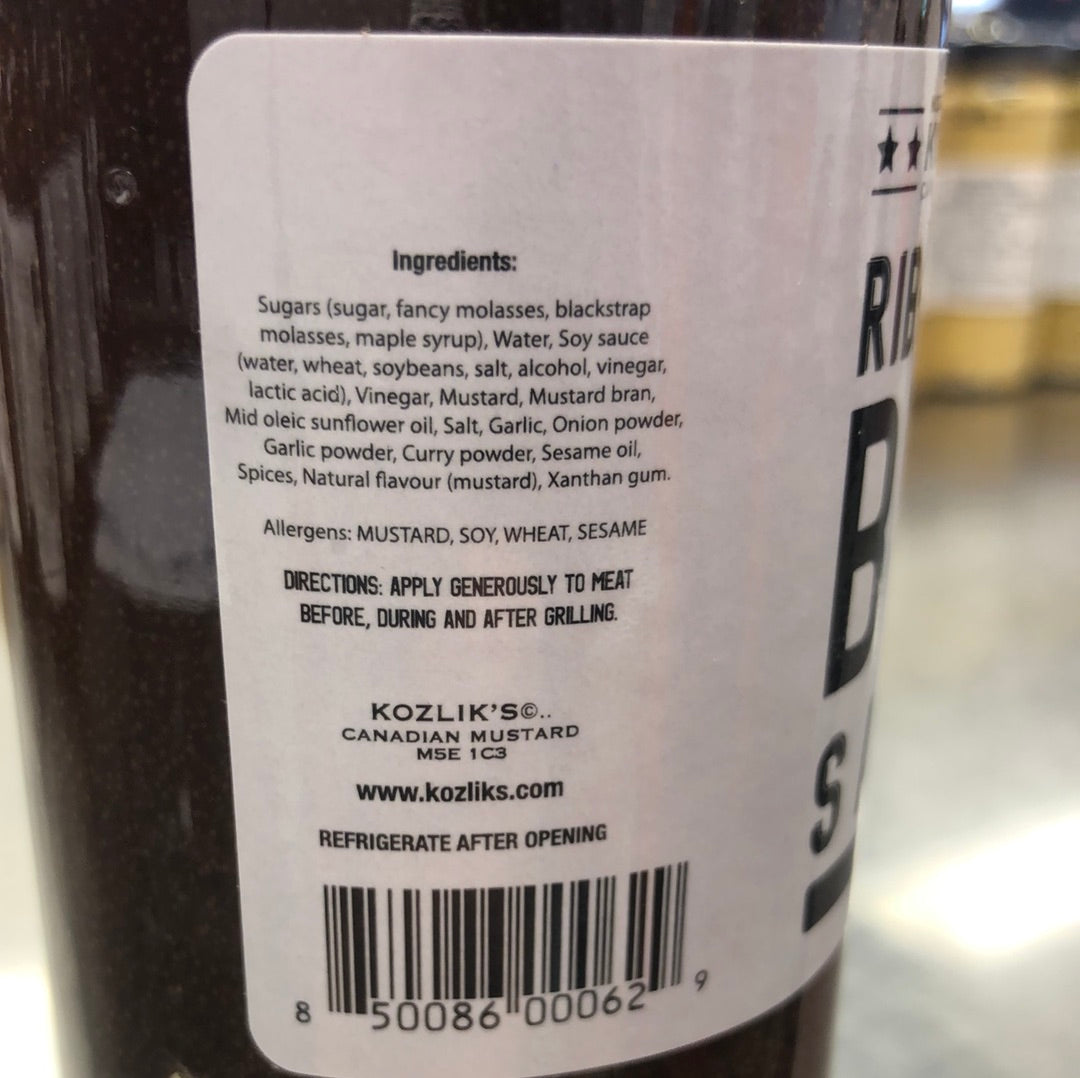 Ingredients:
Sugars (sugar, fancy molasses, blackstrap
molasses, maple syrup), Water, Soy sauce
(water, wheat, soybeans, salt, alcohol, vinegar,
lactic acid), Vinegar, Mustard, Mustard bran,
Mid oleic sunflower oil, Salt, Garlic, Onion powder,
Garlic powder, Curry powder, Sesame oil,
Spices, Natural flavour (mustard), Xanthan gum.
Allergens: MUSTARD, SOY, WHEAT, SESAME
DIRECTIONS: APPLY GENEROUSLY TO MEAT
BEFORE, DURING AND AFTER GRILLING.
KOZLIK'S©..
CANADIAN MUSTARD
M5E 1C3
www.kozliks.com
REFRIGERATE AFTER OPENING
8 50086 00062 9
RIB